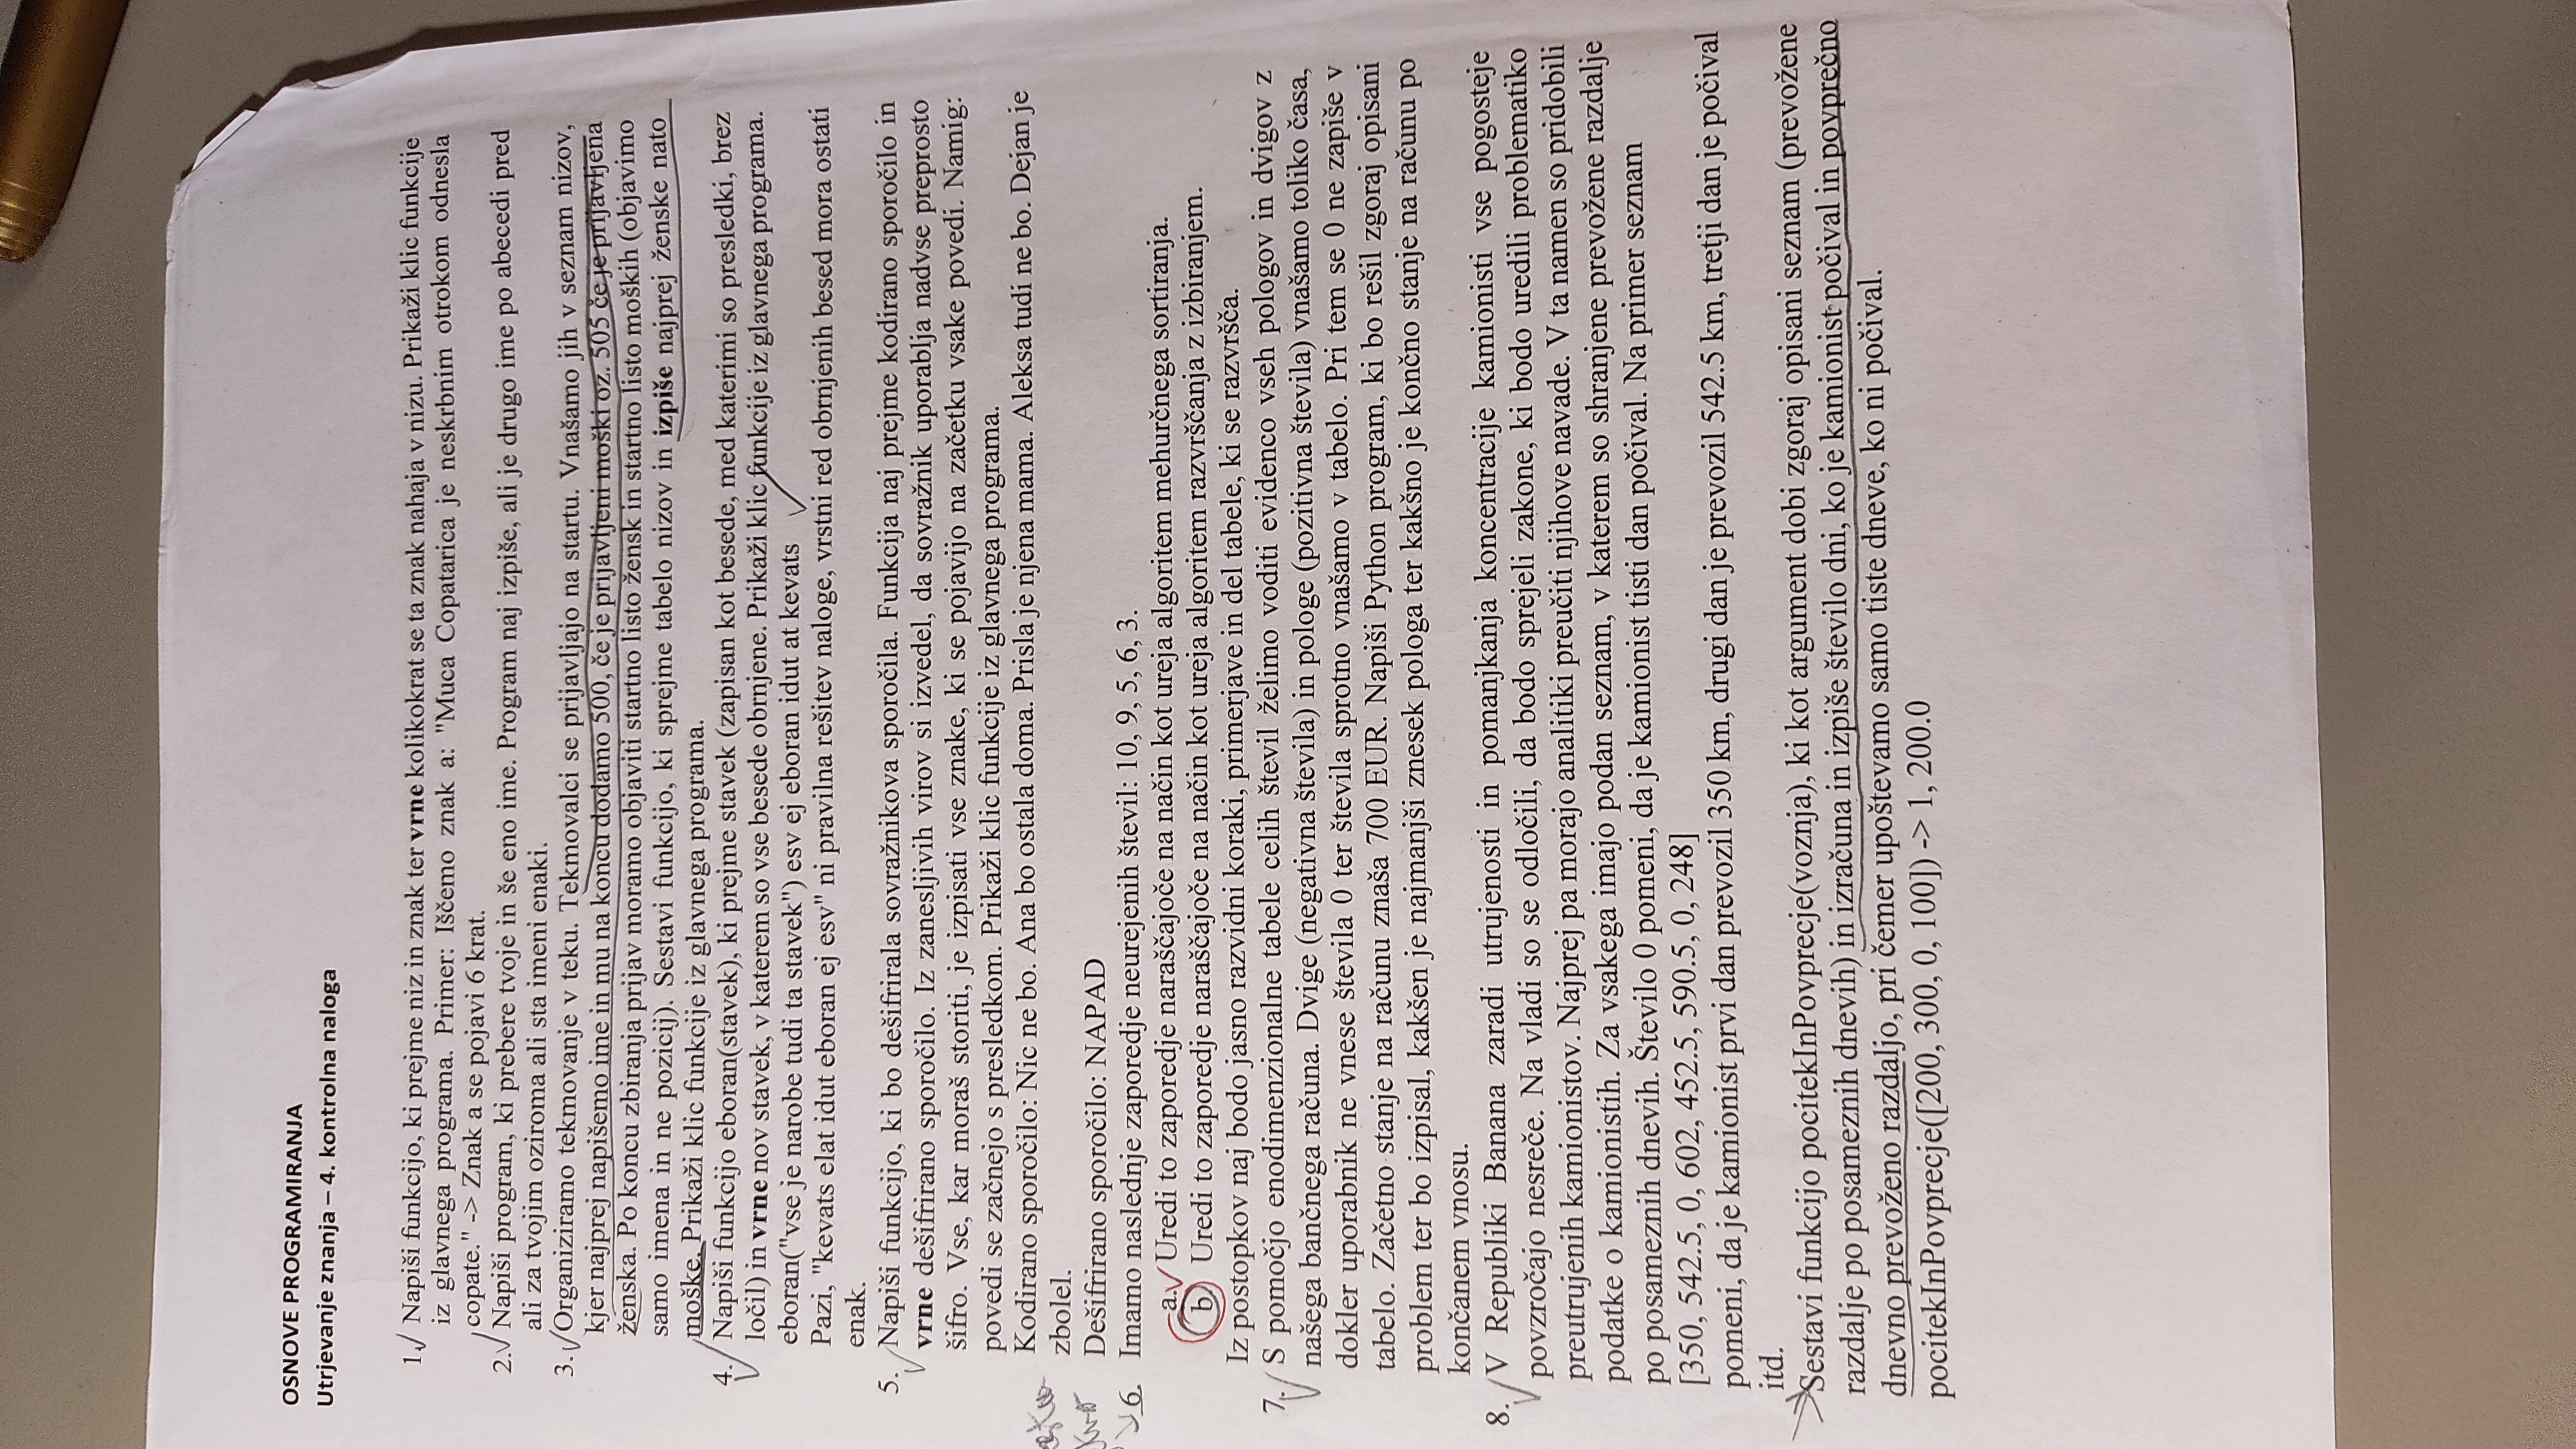 OSNOVE PROGRAMIRANJA
Utrjevanje znanja – 4. kontrolna naloga
1. Napiši funkcijo, ki prejme niz in znak ter vrne kolikokrat se ta znak nahaja v nizu. Prikaži klic funkcije
iz glavnega programa. Primer: Iščemo znak a: "Muca Copatarica je neskrbnim otrokom odnesla
copate." -> Znak a se pojavi 6 krat.
2. Napiši program, ki prebere tvoje in še eno ime. Program naj izpiše, ali je drugo ime po abecedi pred
ali za tvojim oziroma ali sta imeni enaki.
3. Organiziramo tekmovanje v teku. Tekmovalci se prijavljajo na startu. Vnašamo jih v seznam nizov,
kjer najprej napišemo ime in mu na koncu dodamo 500, če je prijavljeni moški oz. 505 če je prijavljena
ženska. Po koncu zbiranja prijav moramo objaviti startno listo žensk in startno listo moških (objavimo
samo imena in ne pozicij). Sestavi funkcijo, ki sprejme tabelo nizov in izpiše najprej ženske nato
moške. Prikaži klic funkcije iz glavnega programa.
4. Napiši funkcijo eboran(stavek), ki prejme stavek (zapisan kot besede, med katerimi so presledki, brez
ločil) in vrne nov stavek, v katerem so vse besede obrnjene. Prikaži klic funkcije iz glavnega programa.
eboran("vse je narobe tudi ta stavek") esv ej eboran idut at kevats
Pazi, "kevats elat idut eboran ej esv" ni pravilna rešitev naloge, vrstni red obrnjenih besed mora ostati
enak.
5. Napiši funkcijo, ki bo dešifrirala sovražnikova sporočila. Funkcija naj prejme kodirano sporočilo in
vrne dešifrirano sporočilo. Iz zanesljivih virov si izvedel, da sovražnik uporablja nadvse preprosto
šifro. Vse, kar moraš storiti, je izpisati vse znake, ki se pojavijo na začetku vsake povedi. Namig:
povedi se začnejo s presledkom. Prikaži klic funkcije iz glavnega programa.
Kodirano sporočilo: Nic ne bo. Ana bo ostala doma. Prisla je njena mama. Aleksa tudi ne bo. Dejan je
zbolel.
Dešifrirano sporočilo: NAPAD
6. Imamo naslednje zaporedje neurejenih števil: 10, 9, 5, 6, 3.
a. Uredi to zaporedje naraščajoče na način kot ureja algoritem mehurčnega sortiranja.
b) Uredi to zaporedje naraščajoče na način kot ureja algoritem razvrščanja z izbiranjem.
Iz postopkov naj bodo jasno razvidni koraki, primerjave in del tabele, ki se razvršča.
7. S pomočjo enodimenzionalne tabele celih števil želimo voditi evidenco vseh pologov in dvigov z
našega bančnega računa. Dvige (negativna števila) in pologe (pozitivna števila) vnašamo toliko časa,
dokler uporabnik ne vnese števila 0 ter števila sprotno vnašamo v tabelo. Pri tem se 0 ne zapiše v
tabelo. Začetno stanje na računu znaša 700 EUR. Napiši Python program, ki bo rešil zgoraj opisani
problem ter bo izpisal, kakšen je najmanjši znesek pologa ter kakšno je končno stanje na računu po
končanem vnosu.
8. V Republiki Banana zaradi utrujenosti in pomanjkanja koncentracije kamionisti vse pogosteje
povzročajo nesreče. Na vladi so se odločili, da bodo sprejeli zakone, ki bodo uredili problematiko
preutrujenih kamionistov. Najprej pa morajo analitiki preučiti njihove navade. V ta namen so pridobili
podatke o kamionistih. Za vsakega imajo podan seznam, v katerem so shranjene prevožene razdalje
po posameznih dnevih. Število 0 pomeni, da je kamionist tisti dan počival. Na primer seznam
[350, 542.5, 0, 602, 452.5, 590.5, 0, 248]
pomeni, da je kamionist prvi dan prevozil 350 km, drugi dan je prevozil 542.5 km, tretji dan je počival
itd.
Sestavi funkcijo pocitekInPovprecje(voznja), ki kot argument dobi zgoraj opisani seznam (prevožene
razdalje po posameznih dnevih) in izračuna in izpiše število dni, ko je kamionist počival in povprečno
dnevno prevoženo razdaljo, pri čemer upoštevamo samo tiste dneve, ko ni počival.
pocitekInPovprecje([200, 300, 0, 100]) -> 1, 200.0